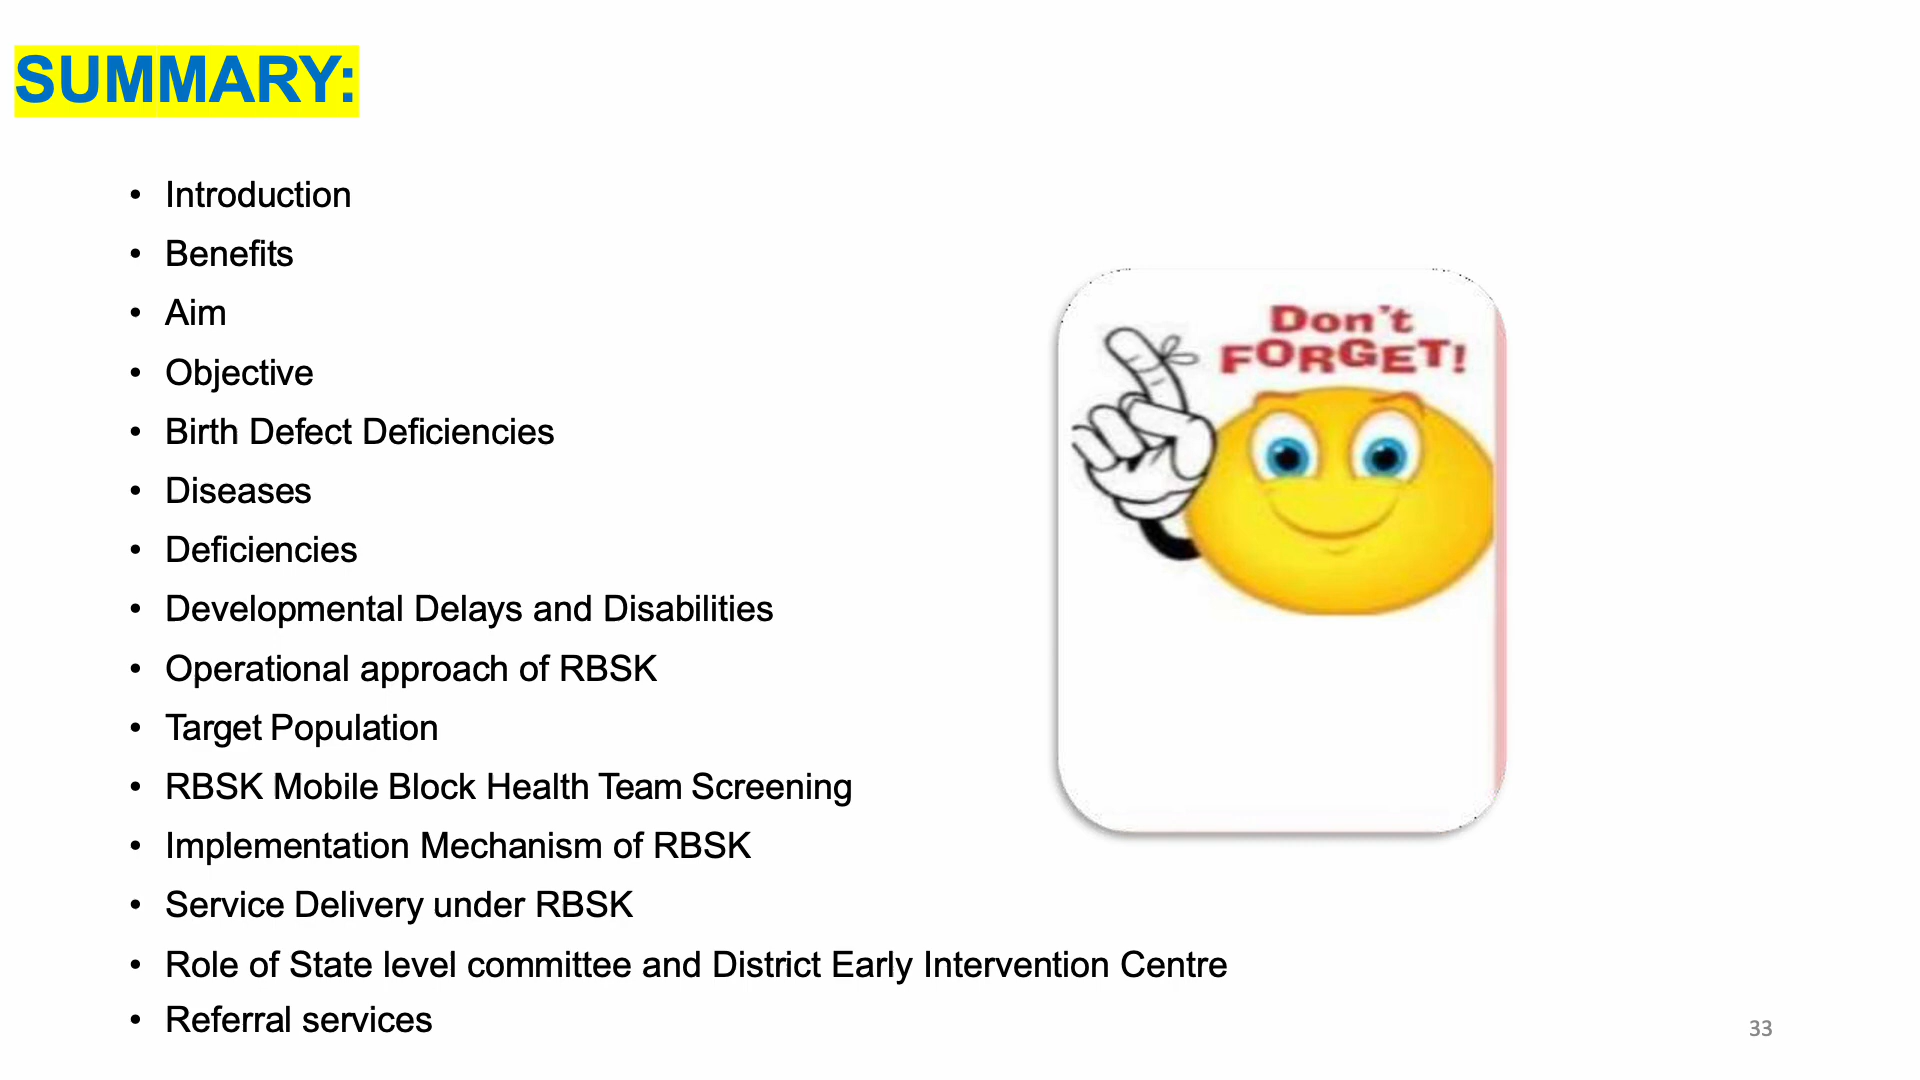 SUMMARY:
• Introduction
• Benefits
• Aim
• Objective
• Birth Defect Deficiencies
• Diseases
• Deficiencies
• Developmental Delays and Disabilities
• Operational approach of RBSK
• Target Population
• RBSK Mobile Block Health Team Screening
• Implementation Mechanism of RBSK
• Service Delivery under RBSK
• Role of State level committee and District Early Intervention Centre
• Referral services
Don't
FORGET!
33